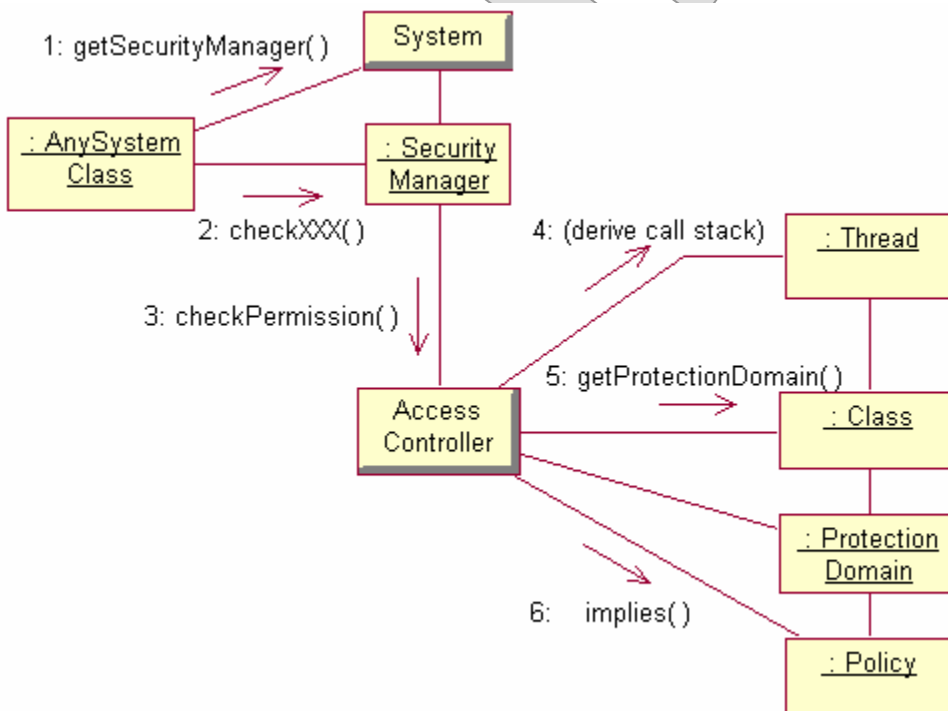 System
1: getSecurityManager( )
: AnySystem
Class
: Security
Manager
2: checkXXX( )
4: (derive call stack)
: Thread
3: checkPermission( )
5: getProtectionDomain( )
Access
Controller
: Class
: Protection
Domain
6: implies( )
: Policy